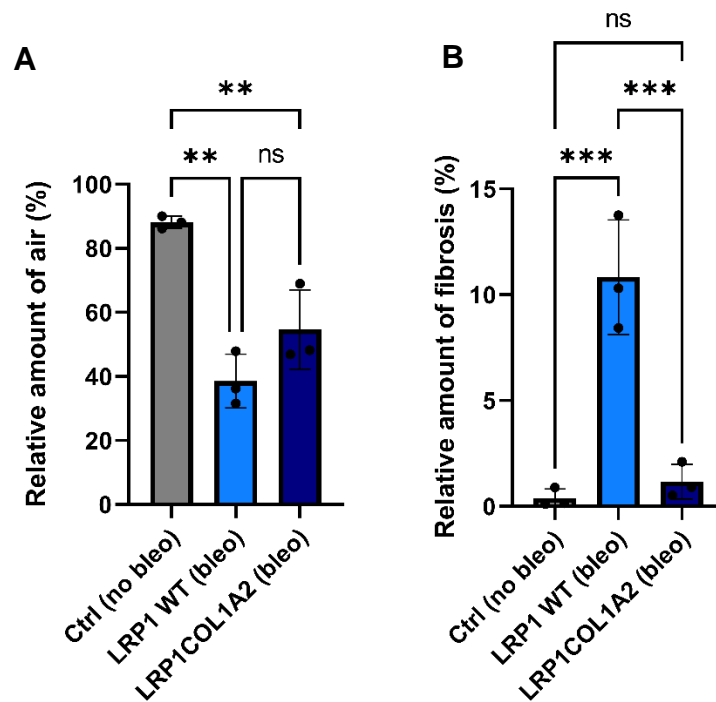 A
**
**
ns
Relative amount of air (%)
100
80
60
40
20
0
Ctrl (no bleo)
LRP1 WT (bleo)
LRP1COL1A2 (bleo)
B
ns
***
***
Relative amount of fibrosis (%)
15
10
5
0
Ctrl (no bleo)
LRP1 WT (bleo)
LRP1COL1A2 (bleo)